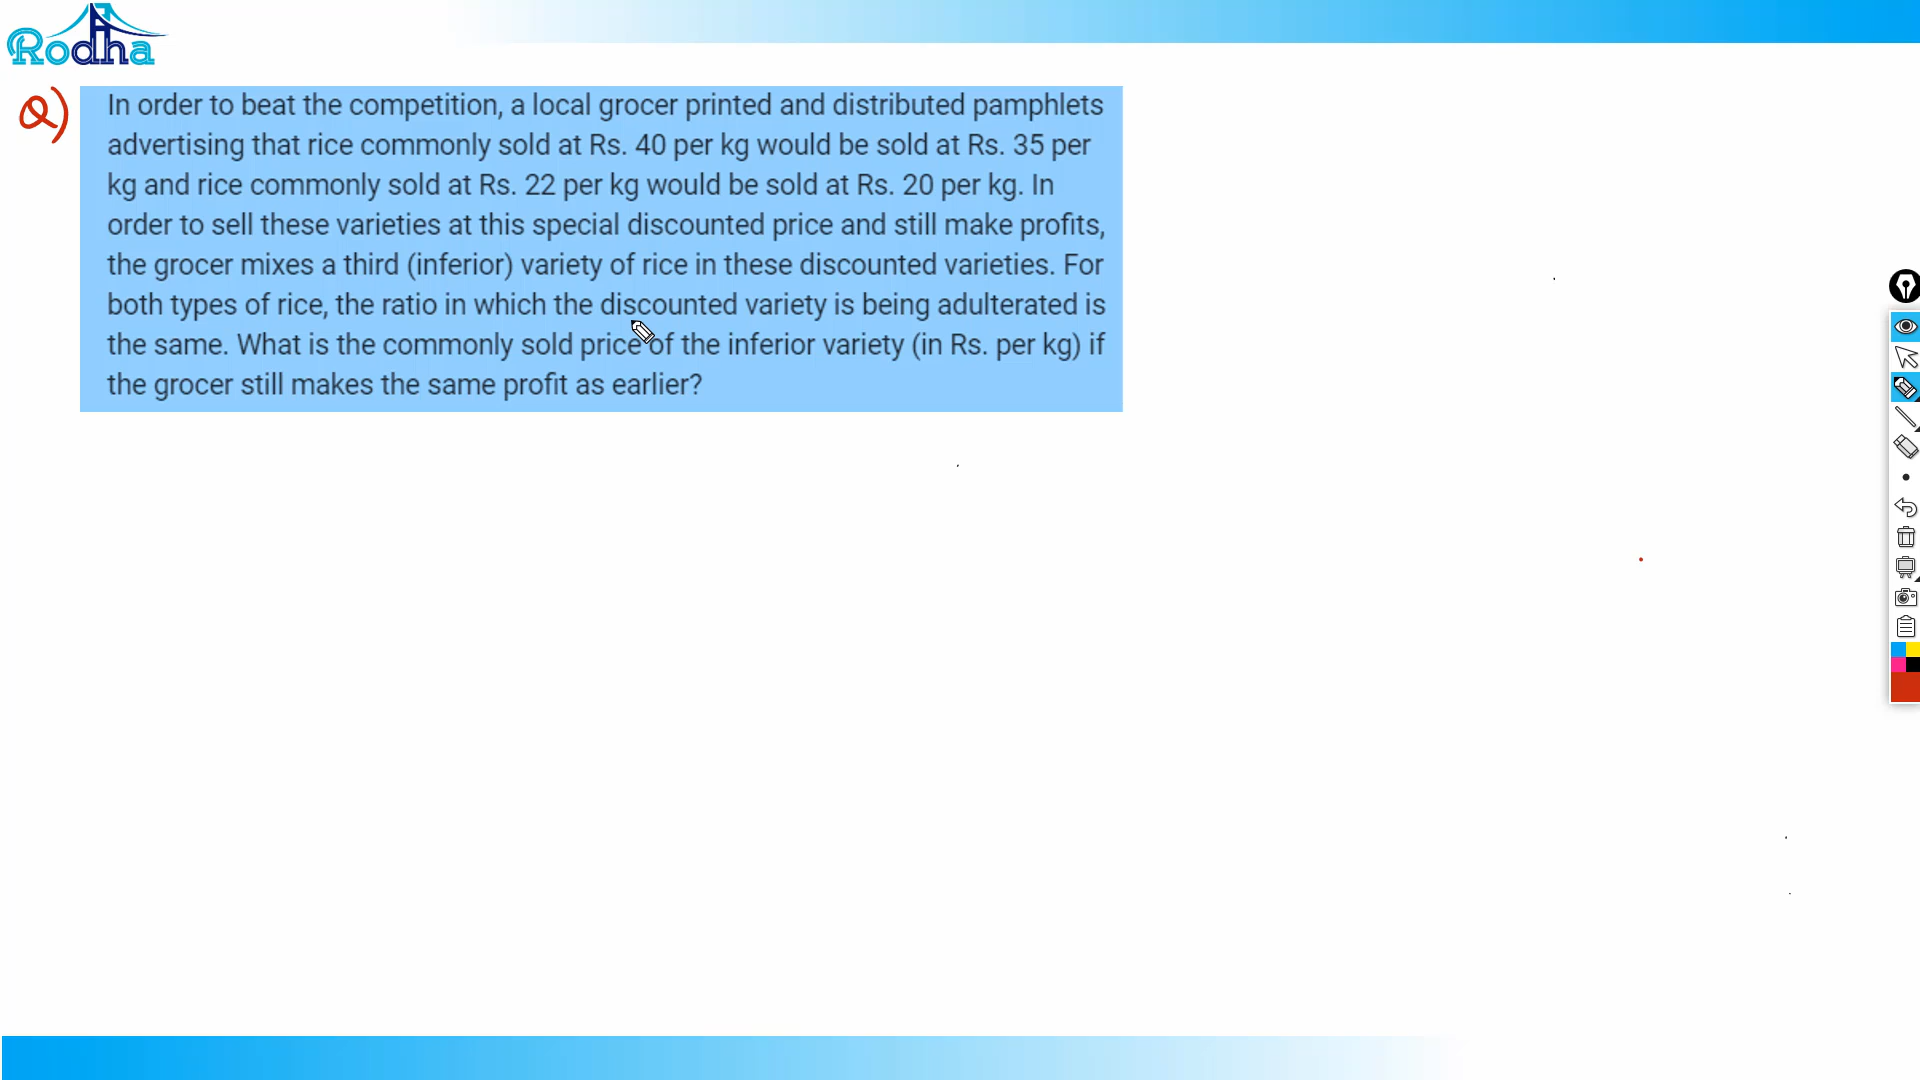 Rodha
Q)
In order to beat the competition, a local grocer printed and distributed pamphlets
advertising that rice commonly sold at Rs. 40 per kg would be sold at Rs. 35 per
kg and rice commonly sold at Rs. 22 per kg would be sold at Rs. 20 per kg. In
order to sell these varieties at this special discounted price and still make profits,
the grocer mixes a third (inferior) variety of rice in these discounted varieties. For
both types of rice, the ratio in which the discounted variety is being adulterated is
the same. What is the commonly sold price of the inferior variety (in Rs. per kg) if
the grocer still makes the same profit as earlier?